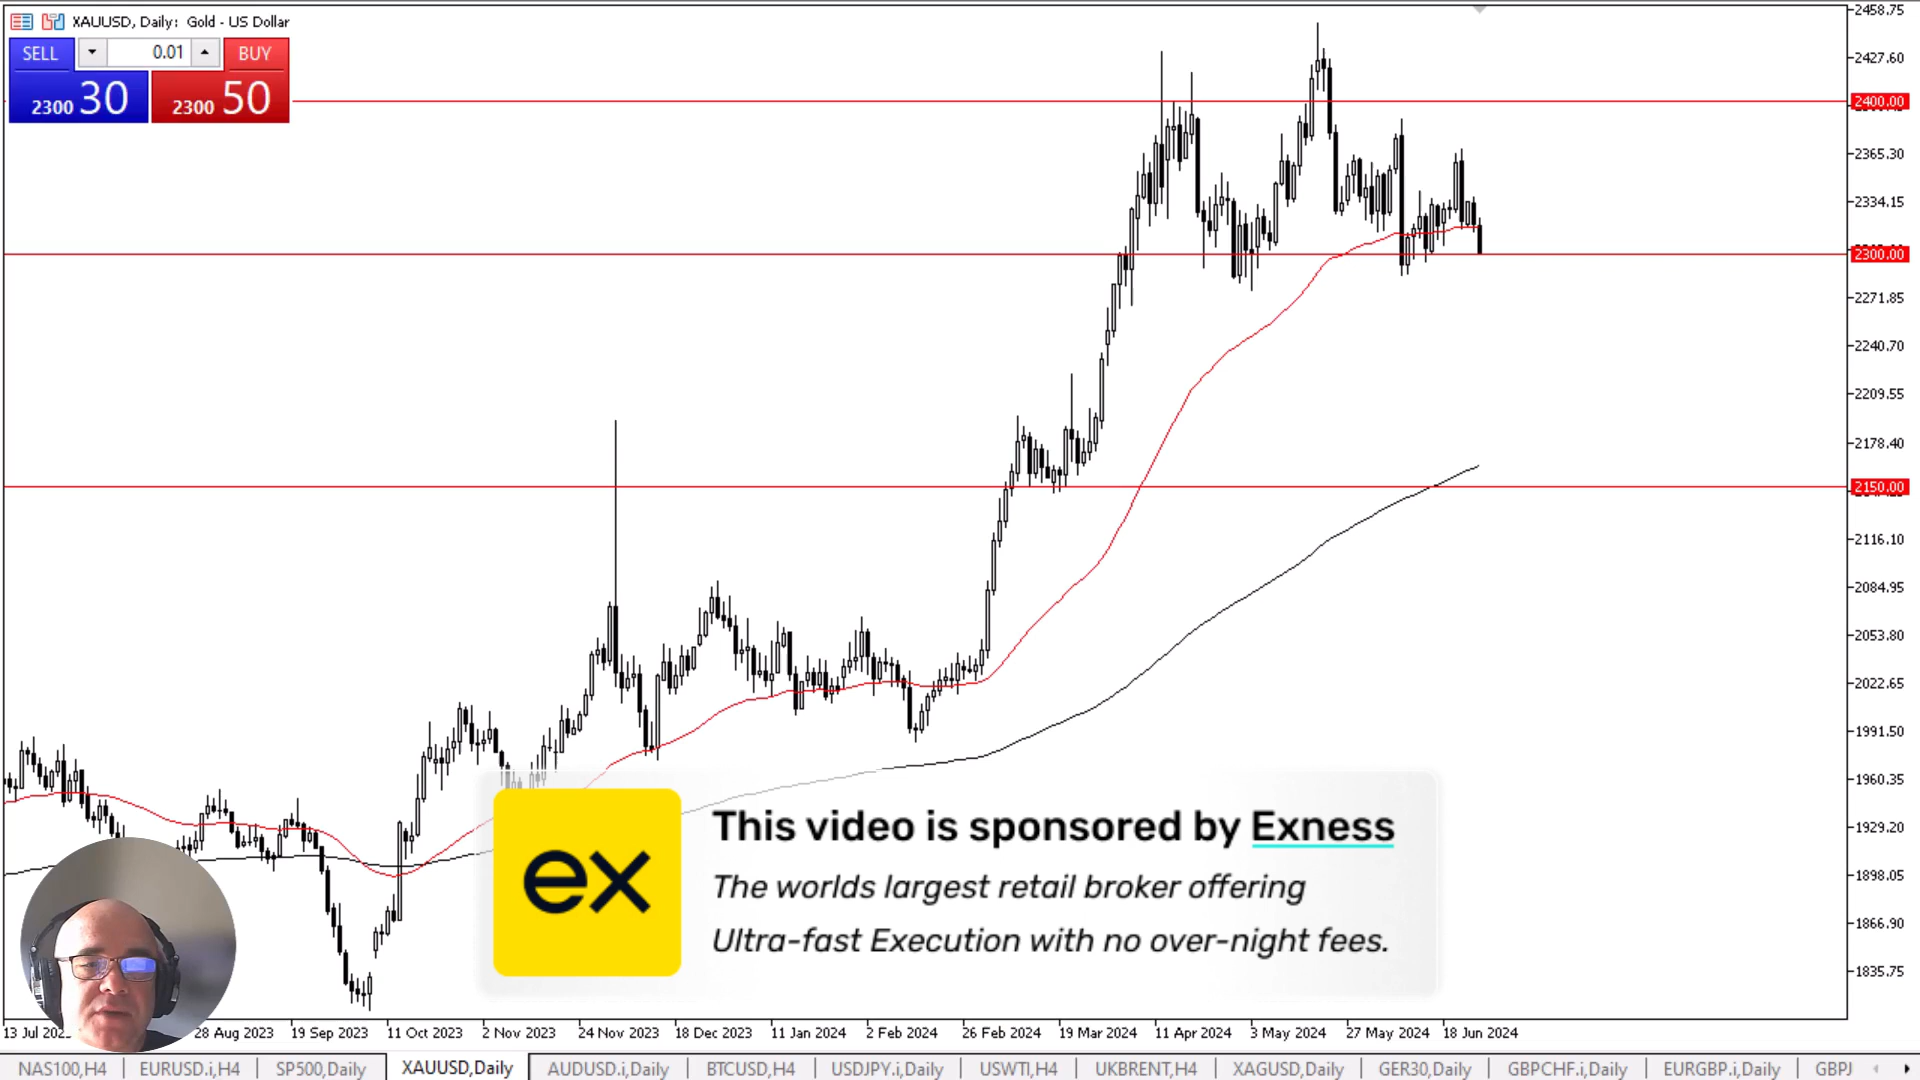 XAUUSD, Daily: Gold - US Dollar
SELL 0.01 BUY
2300 30 2300 50
2458.75
2427.60
2400.00
2365.30
2334.15
2300.00
2271.85
2240.70
2209.55
2178.40
2150.00
2116.10
2084.95
2053.80
2022.65
1991.50
1960.35
1929.20
1898.05
1866.90
1835.75
ex
This video is sponsored by Exness
The worlds largest retail broker offering
Ultra-fast Execution with no over-night fees.
13 Jul 28 Aug 2023 19 Sep 2023 11 Oct 2023 2 Nov 2023 24 Nov 2023 18 Dec 2023 11 Jan 2024 2 Feb 2024 26 Feb 2024 19 Mar 2024 11 Apr 2024 3 May 2024 27 May 2024 18 Jun 2024
NAS100,H4 EURUSD.i,H4 SP500,Daily XAUUSD,Daily AUDUSD.i,Daily BTCUSD,H4 USDJPY.i,Daily USWTI,H4 UKBRENT,H4 XAGUSD,Daily GER30,Daily GBPCHF.i,Daily EURGBP.i,Daily GBPJ